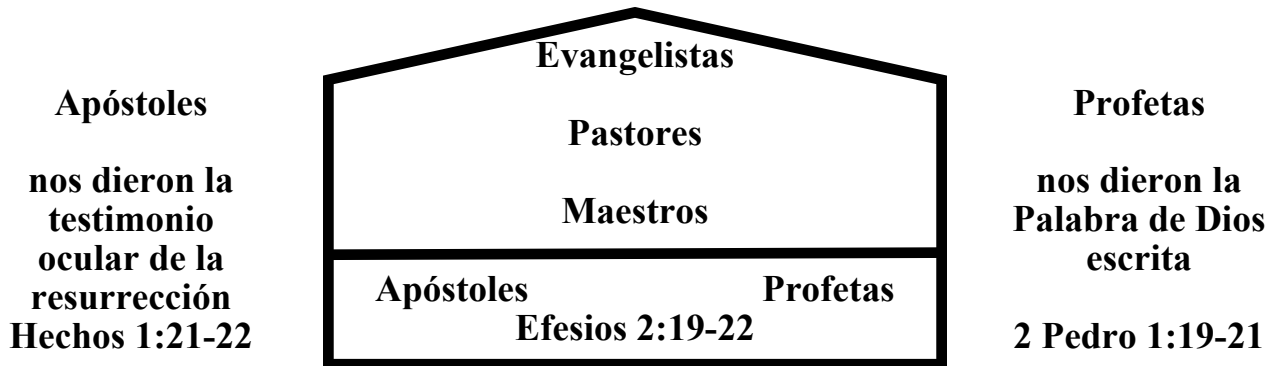 Apóstoles
nos dieron la
testimonio
ocular de la
resurrección
Hechos 1:21-22
Evangelistas
Pastores
Maestros
Apóstoles Profetas
Efesios 2:19-22
Profetas
nos dieron la
Palabra de Dios
escrita
2 Pedro 1:19-21